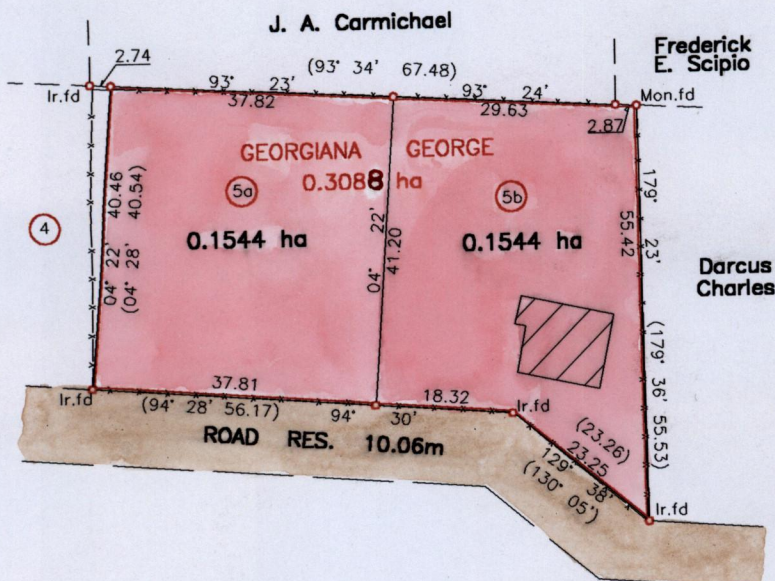 J. A. Carmichael
2.74
(93° 34' 67.48)
Frederick
E. Scipio
Ir.fd
93° 23'
37.82
93° 24'
29.63
Mon.fd
2.87
GEORGIANA GEORGE
0.3088 ha
5a
5b
4
40.46
40.54)
04° 22'
(04° 28'
0.1544 ha
04° 22'
41.20
0.1544 ha
179° 23'
55.42
(179° 36' 55.53)
Darcus
Charles
37.81
18.32
Ir.fd
(94° 28' 56.17)
94° 30'
Ir.fd
ROAD RES. 10.06m
(23.26)
23.25
129° 38'
(130° 05')
Ir.fd